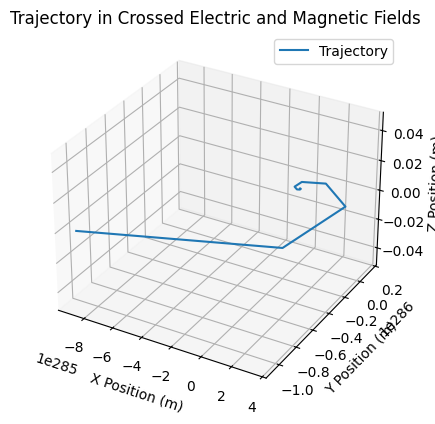 Trajectory in Crossed Electric and Magnetic Fields
Trajectory
0.04
0.02
0.00
−0.02
−0.04
Z Position (m)
0.2
0.0
−0.2
−0.4
−0.6
−0.8
−1.0
1e286
Y Position (m)
−8
−6
−4
−2
0
2
4
1e285
X Position (m)